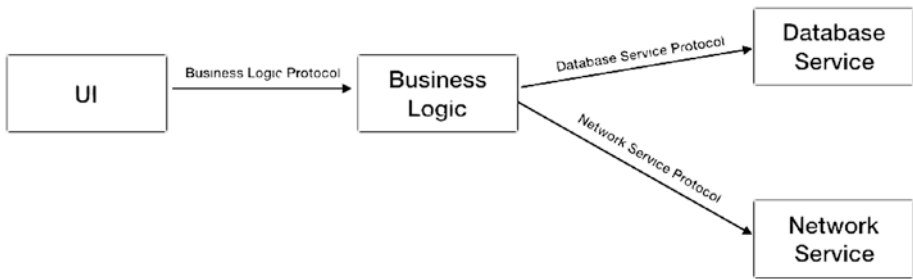 UI
Business Logic Protocol
Business
Logic
Database Service Protocol
Database
Service
Network Service Protocol
Network
Service